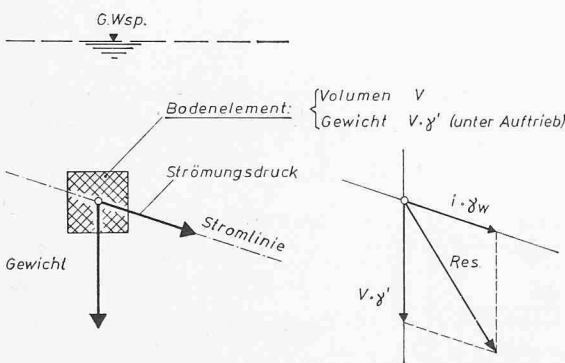 G.Wsp.
Bodenelement: {Volumen V
Gewicht V·γ' (unter Auftrieb)
Strömungsdruck
Stromlinie
Gewicht
i·γw
Res.
V·γ'